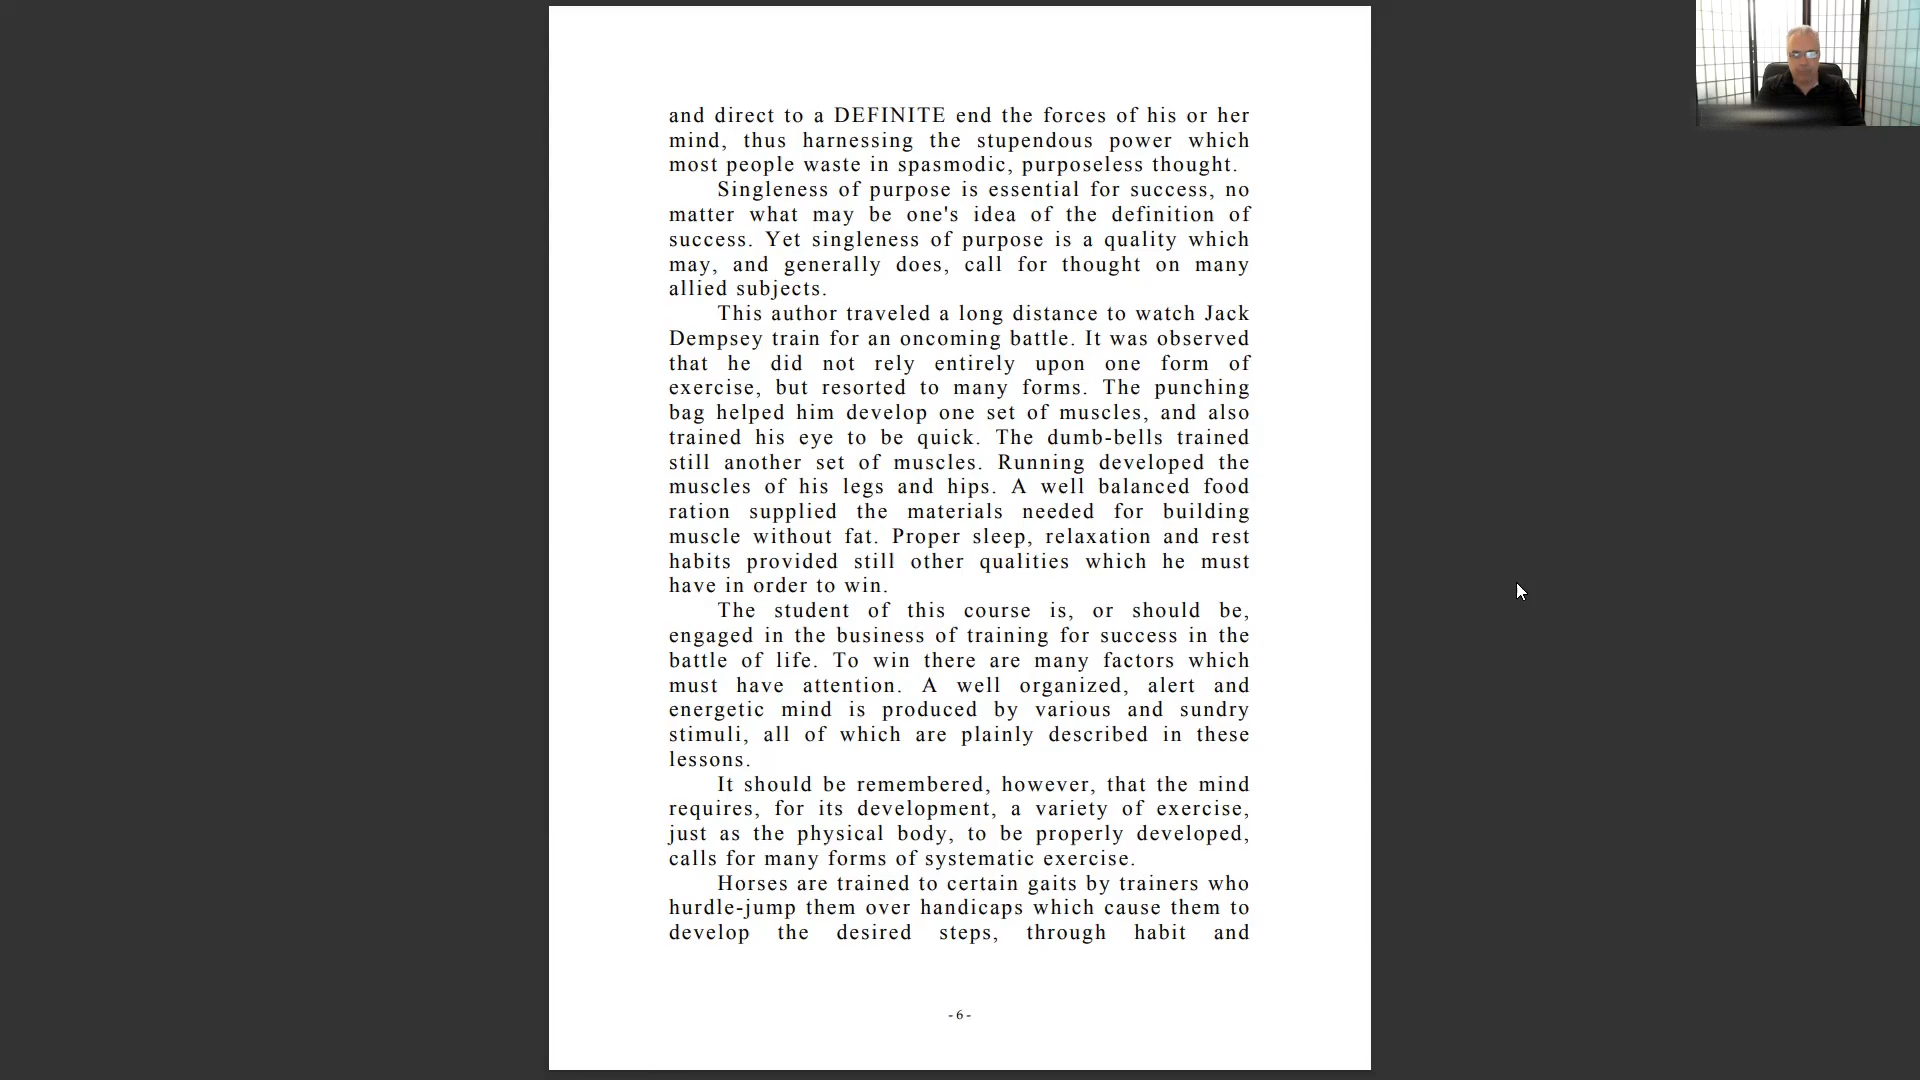 and direct to a DEFINITE end the forces of his or her
mind, thus harnessing the stupendous power which
most people waste in spasmodic, purposeless thought.
Singleness of purpose is essential for success, no
matter what may be one's idea of the definition of
success. Yet singleness of purpose is a quality which
may, and generally does, call for thought on many
allied subjects.
This author traveled a long distance to watch Jack
Dempsey train for an oncoming battle. It was observed
that he did not rely entirely upon one form of
exercise, but resorted to many forms. The punching
bag helped him develop one set of muscles, and also
trained his eye to be quick. The dumb-bells trained
still another set of muscles. Running developed the
muscles of his legs and hips. A well balanced food
ration supplied the materials needed for building
muscle without fat. Proper sleep, relaxation and rest
habits provided still other qualities which he must
have in order to win.
The student of this course is, or should be,
engaged in the business of training for success in the
battle of life. To win there are many factors which
must have attention. A well organized, alert and
energetic mind is produced by various and sundry
stimuli, all of which are plainly described in these
lessons.
It should be remembered, however, that the mind
requires, for its development, a variety of exercise,
just as the physical body, to be properly developed,
calls for many forms of systematic exercise.
Horses are trained to certain gaits by trainers who
hurdle-jump them over handicaps which cause them to
develop the desired steps, through habit and
- 6 -